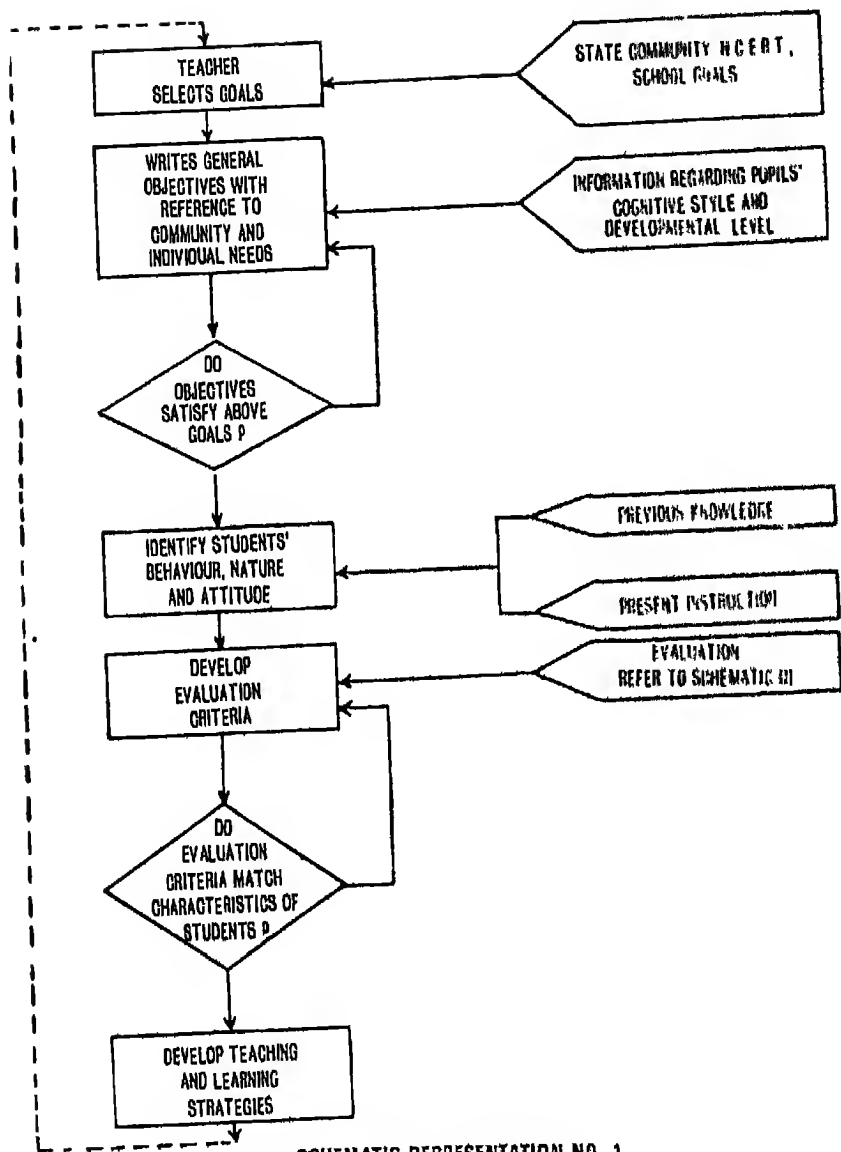 TEACHER
SELECTS GOALS
STATE COMMUNITY N C E R T,
SCHOOL GOALS
WRITES GENERAL
OBJECTIVES WITH
REFERENCE TO
COMMUNITY AND
INDIVIDUAL NEEDS
INFORMATION REGARDING PUPILS'
COGNITIVE STYLE AND
DEVELOPMENTAL LEVEL
DO
OBJECTIVES
SATISFY ABOVE
GOALS ?
IDENTIFY STUDENTS'
BEHAVIOUR, NATURE
AND ATTITUDE
PREVIOUS KNOWLEDGE
PRESENT INSTRUCTION
DEVELOP
EVALUATION
CRITERIA
EVALUATION
REFER TO SCHEMATIC III
DO
EVALUATION
CRITERIA MATCH
CHARACTERISTICS OF
STUDENTS ?
DEVELOP TEACHING
AND LEARNING
STRATEGIES
SCHEMATIC REPRESENTATION NO. 1